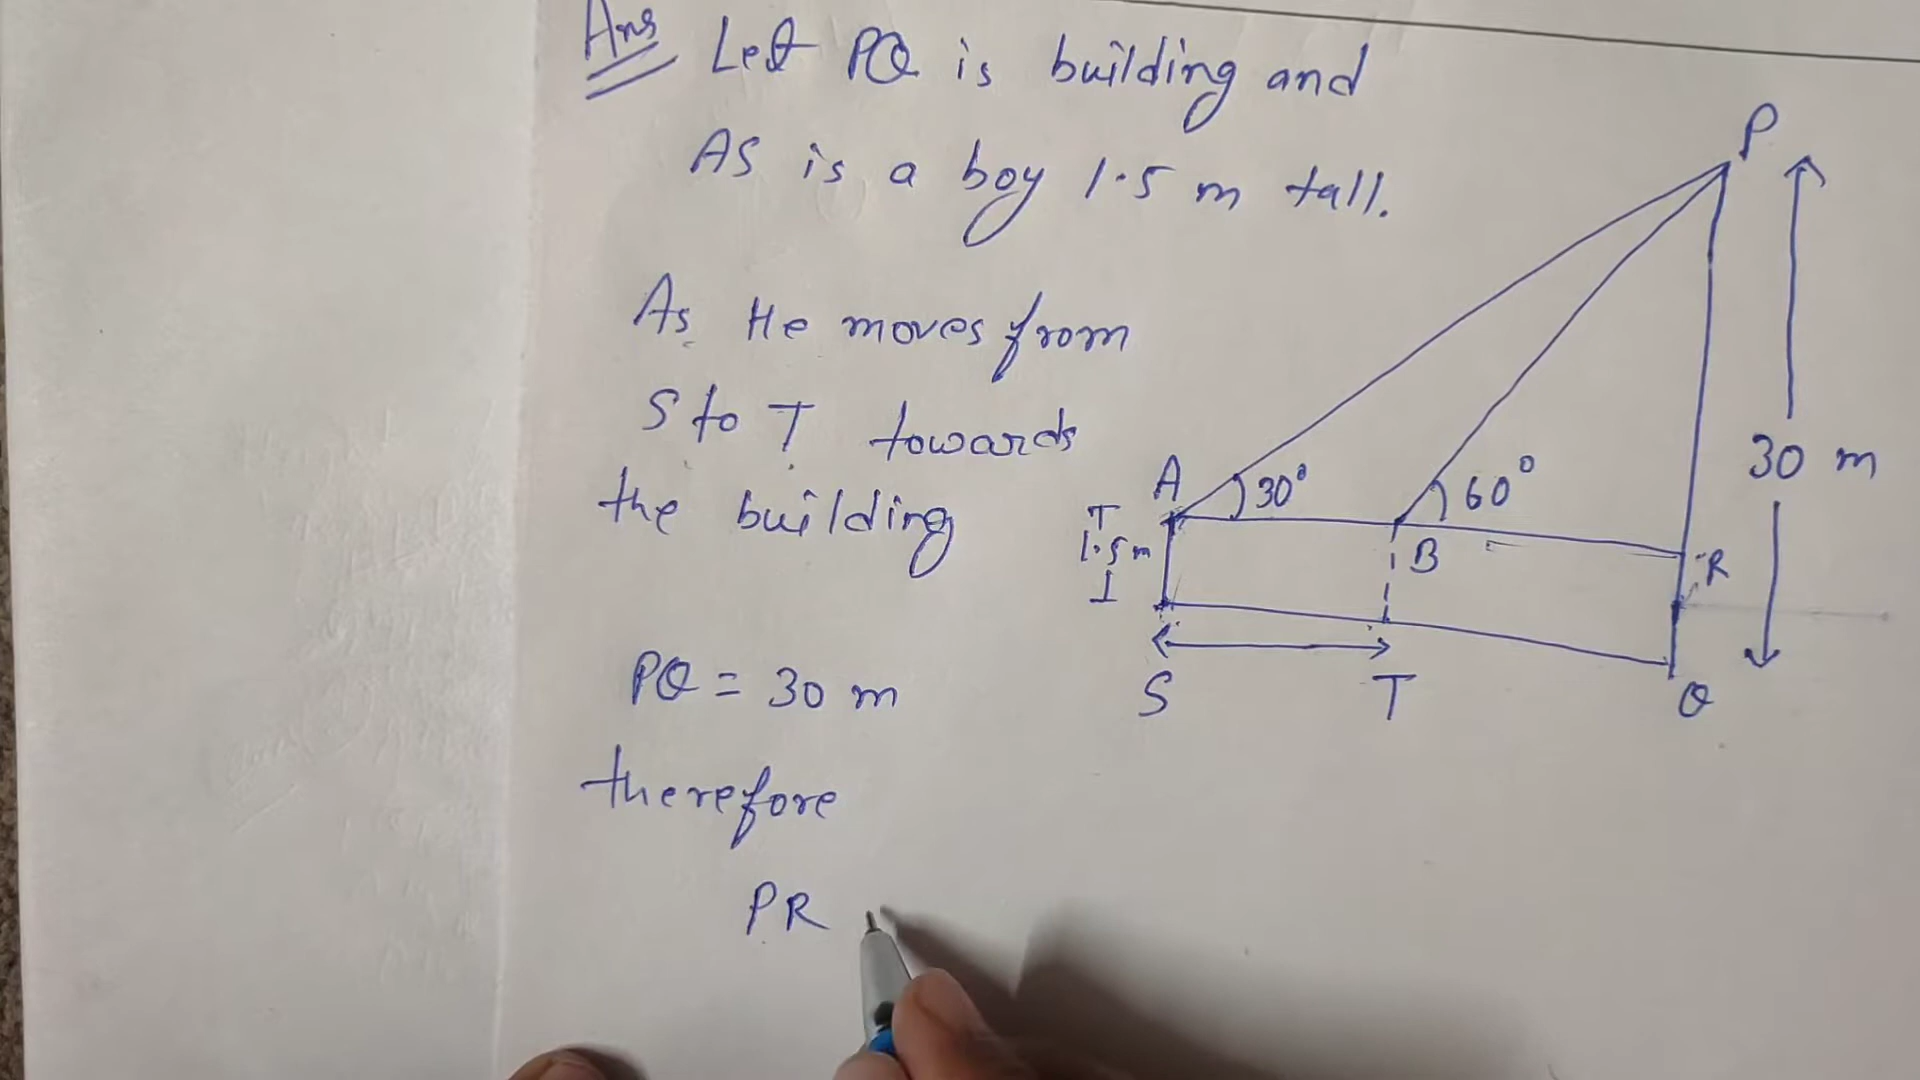 Ans Let PQ is building and
AS is a boy 1.5 m tall.
As He moves from
S to T towards
the building
PQ = 30 m
therefore
PR
P
30 m
A
30°
60°
1.5 m
B
R
S
T
Q